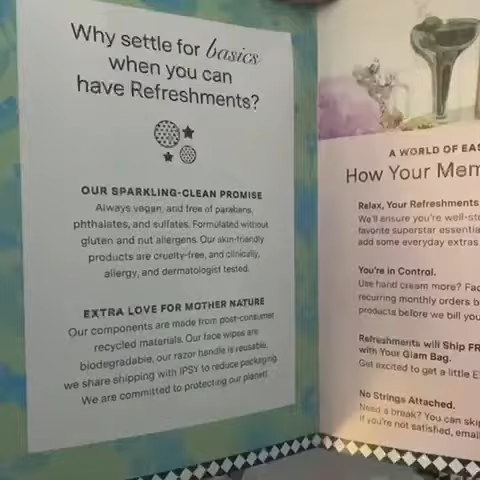 Why settle for basics
when you can
have Refreshments?
OUR SPARKLING-CLEAN PROMISE
Always vegan, and free of parabens,
phthalates, and sulfates. Formulated without
gluten and nut allergens. Our skin-friendly
products are cruelty-free, and clinically,
allergy, and dermatologist tested.
EXTRA LOVE FOR MOTHER NATURE
Our components are made from post-consumer
recycled materials. Our face wipes are
biodegradable, our razor handle is reusable,
we share shipping with IPSY to reduce packaging.
We are committed to protecting our planet!
A WORLD OF EAS
How Your Mem
Relax, Your Refreshments
We'll ensure you're well-sto
favorite superstar essentia
add some everyday extras
You're in Control.
Use hand cream more? Fac
recurring monthly orders b
products before we bill you
Refreshments will Ship FR
with Your Glam Bag.
Get excited to get a little E
No Strings Attached.
Need a break? You can skip
If you're not satisfied, email